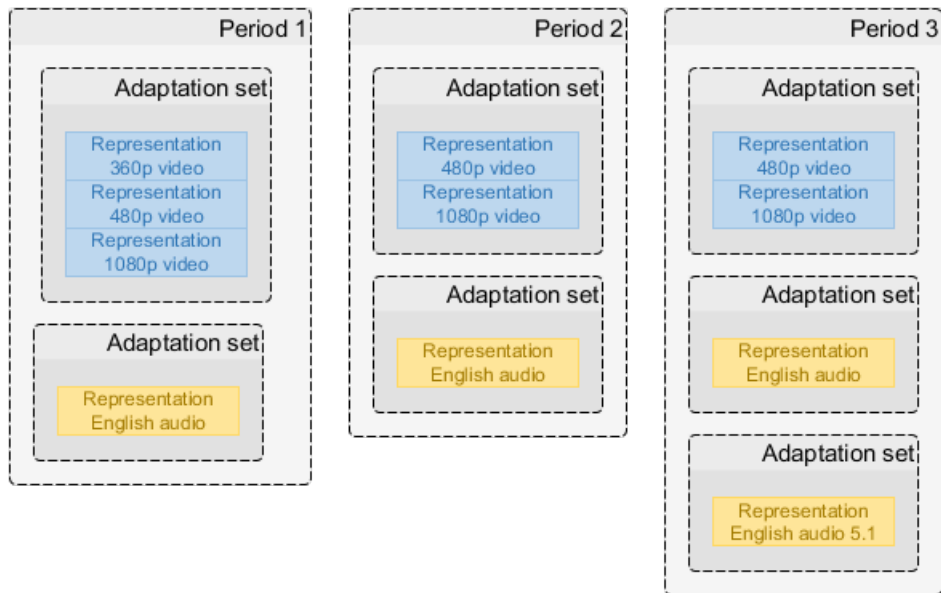 Period 1
Adaptation set
Representation
360p video
Representation
480p video
Representation
1080p video
Adaptation set
Representation
English audio
Period 2
Adaptation set
Representation
480p video
Representation
1080p video
Adaptation set
Representation
English audio
Period 3
Adaptation set
Representation
480p video
Representation
1080p video
Adaptation set
Representation
English audio
Adaptation set
Representation
English audio 5.1